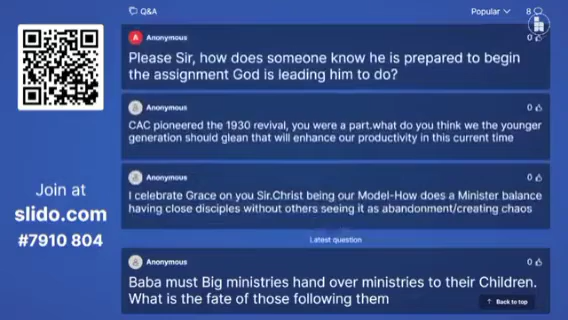 Q&A
Popular
8
Anonymous
0
Please Sir, how does someone know he is prepared to begin
the assignment God is leading him to do?
Anonymous
0
CAC pioneered the 1930 revival, you were a part.what do you think we the younger
generation should glean that will enhance our productivity in this current time
Anonymous
0
I celebrate Grace on you Sir.Christ being our Model-How does a Minister balance
having close disciples without others seeing it as abandonment/creating chaos
Join at
slido.com
#7910 804
Latest question
Anonymous
0
Baba must Big ministries hand over ministries to their Children.
What is the fate of those following them
Back to top